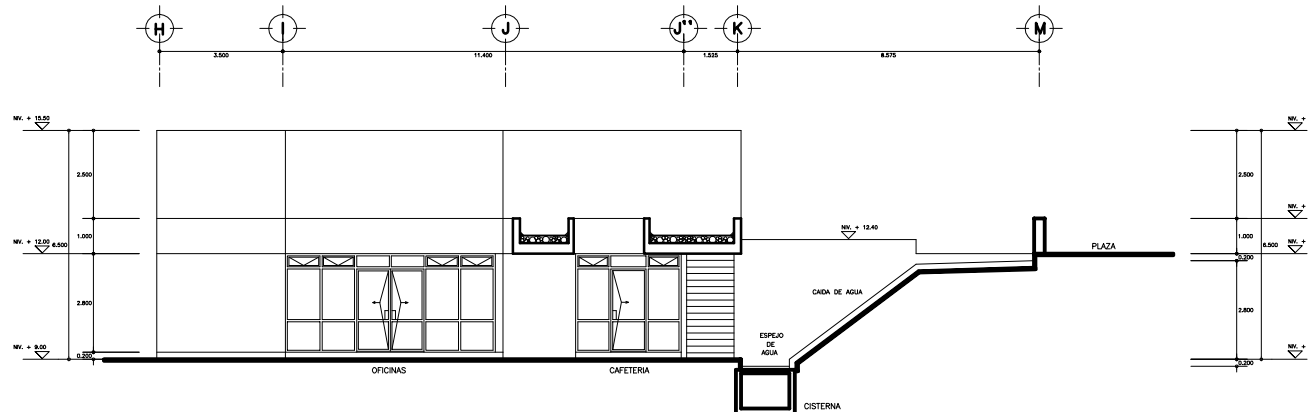 H I J J'' K M
3.500 11.400 1.525 8.575
NIV. + 15.50
NIV. +
2.500
2.500
NIV. +
1.000
NIV. + 12.40
1.000
NIV. + 12.00
6.500
PLAZA
6.500
NIV. +
0.200
CAIDA DE AGUA
2.800
2.800
ESPEJO
DE
AGUA
NIV. + 9.00
NIV. +
0.200
0.200
OFICINAS
CAFETERIA
CISTERNA